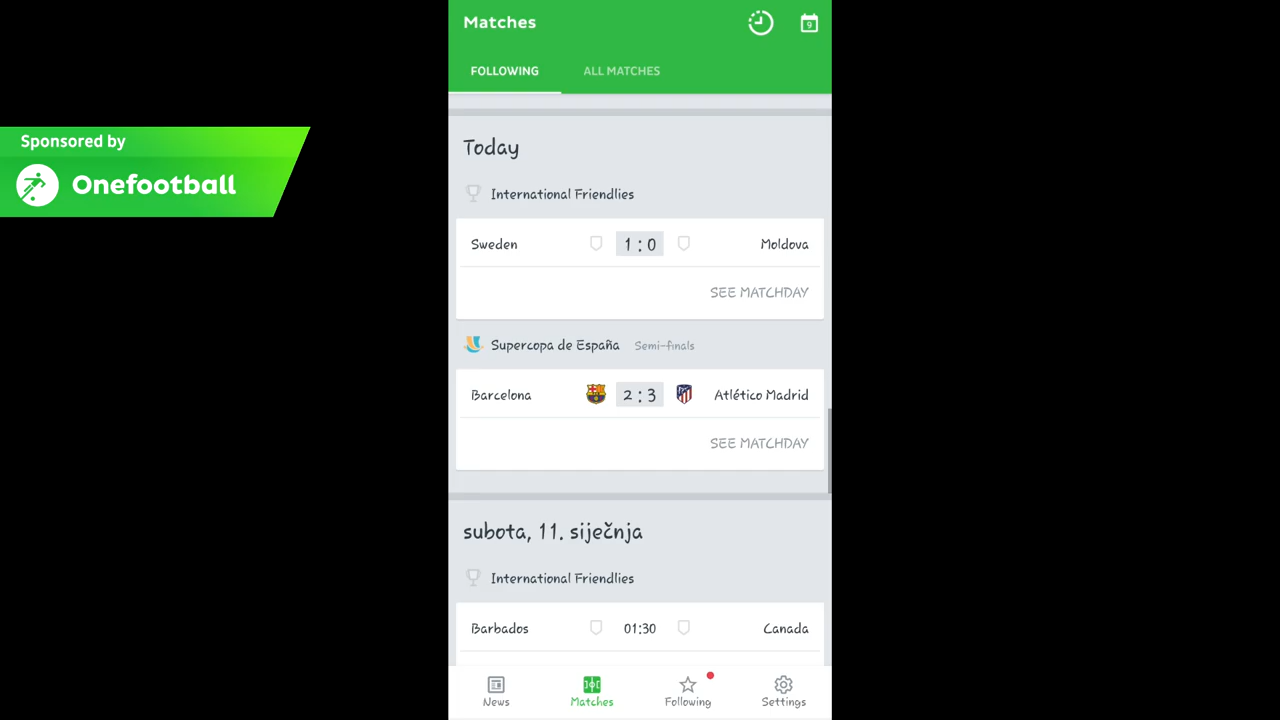 Matches
9
FOLLOWING ALL MATCHES
Sponsored by
Onefootball
Today
International Friendlies
Sweden 1 : 0 Moldova
SEE MATCHDAY
Supercopa de España Semi-finals
Barcelona 2 : 3 Atlético Madrid
SEE MATCHDAY
subota, 11. siječnja
International Friendlies
Barbados 01:30 Canada
News Matches Following Settings